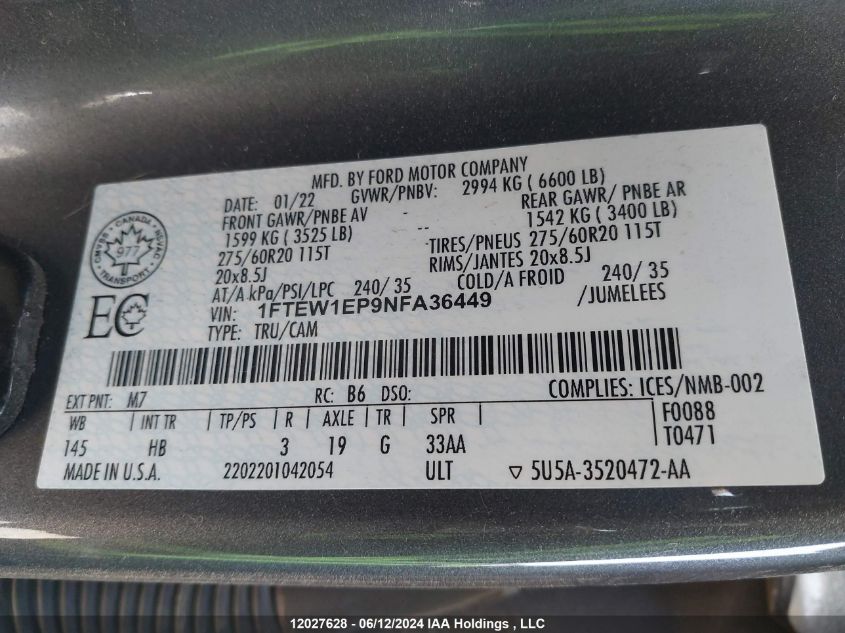 MFD. BY FORD MOTOR COMPANY
DATE: 01/22 GVWR/PNBV: 2994 KG ( 6600 LB)
FRONT GAWR/PNBE AV REAR GAWR/ PNBE AR
1599 KG ( 3525 LB) 1542 KG ( 3400 LB)
275/60R20 115T -TIRES/PNEUS 275/60R20 115T
20x8.5J RIMS/JANTES 20x8.5J
AT/A kPa/PSI/LPC 240/ 35 COLD/A FROID 240/ 35
VIN: 1FTEW1EP9NFA36449 /JUMELEES
TYPE: TRU/CAM
CANADA
977
TRANSPORT
EC
EXT PNT: M7 RC: B6 DSO: COMPLIES: ICES/NMB-002
WB INT TR TP/PS R AXLE TR SPR F0088
145 HB 3 19 G 33AA T0471
MADE IN U.S.A. 2202201042054 ULT ▽ 5U5A-3520472-AA
12027628 - 06/12/2024 IAA Holdings , LLC